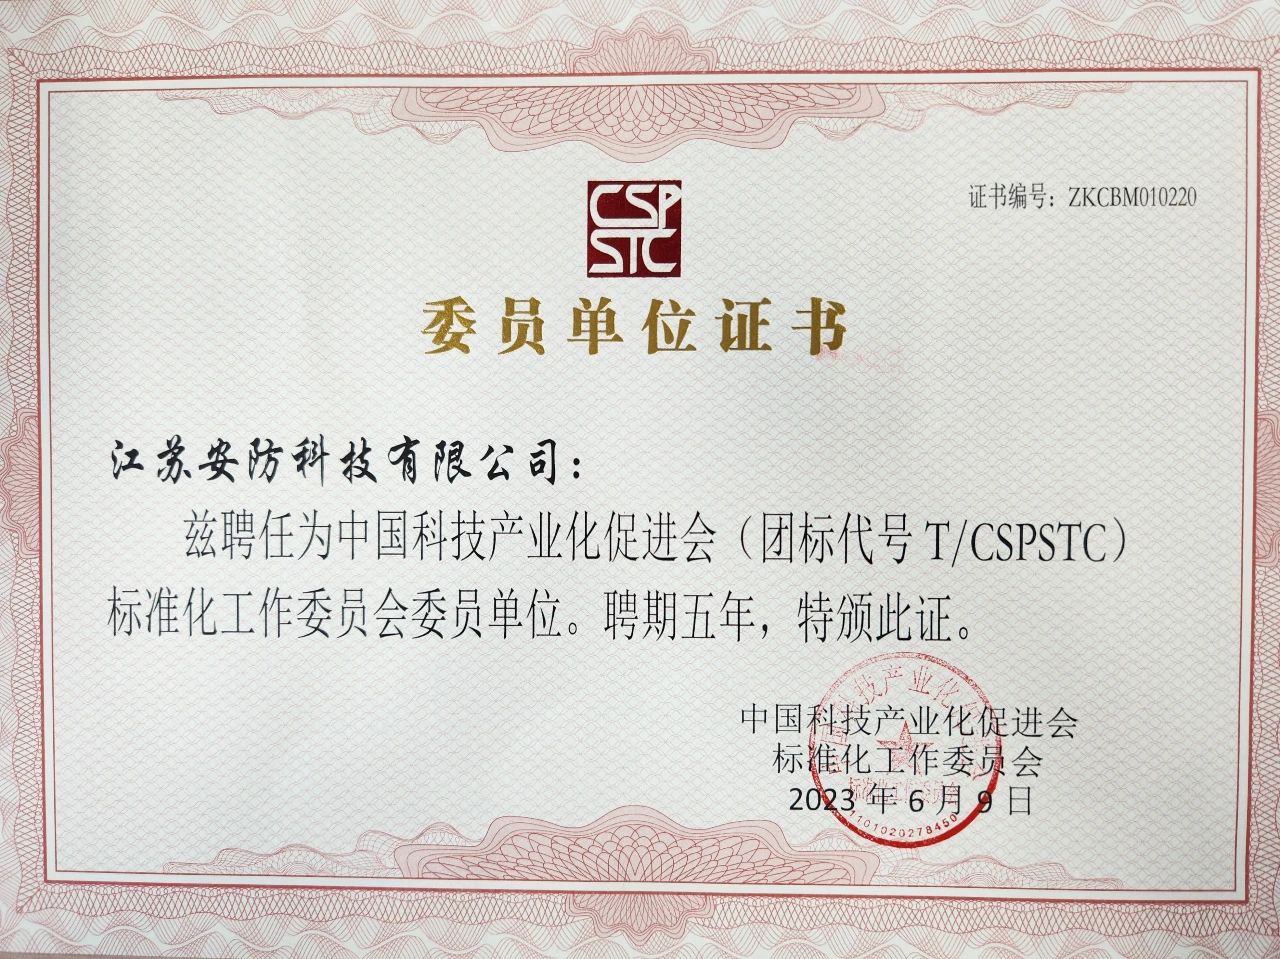 CSP
STC
证书编号：ZKCBM010220
委员单位证书
江苏安防科技有限公司：
兹聘任为中国科技产业化促进会（团标代号 T/CSPSTC）
标准化工作委员会委员单位。聘期五年，特颁此证。
中国科技产业化促进会
标准化工作委员会
2023 年 6 月 9 日
1101020278450